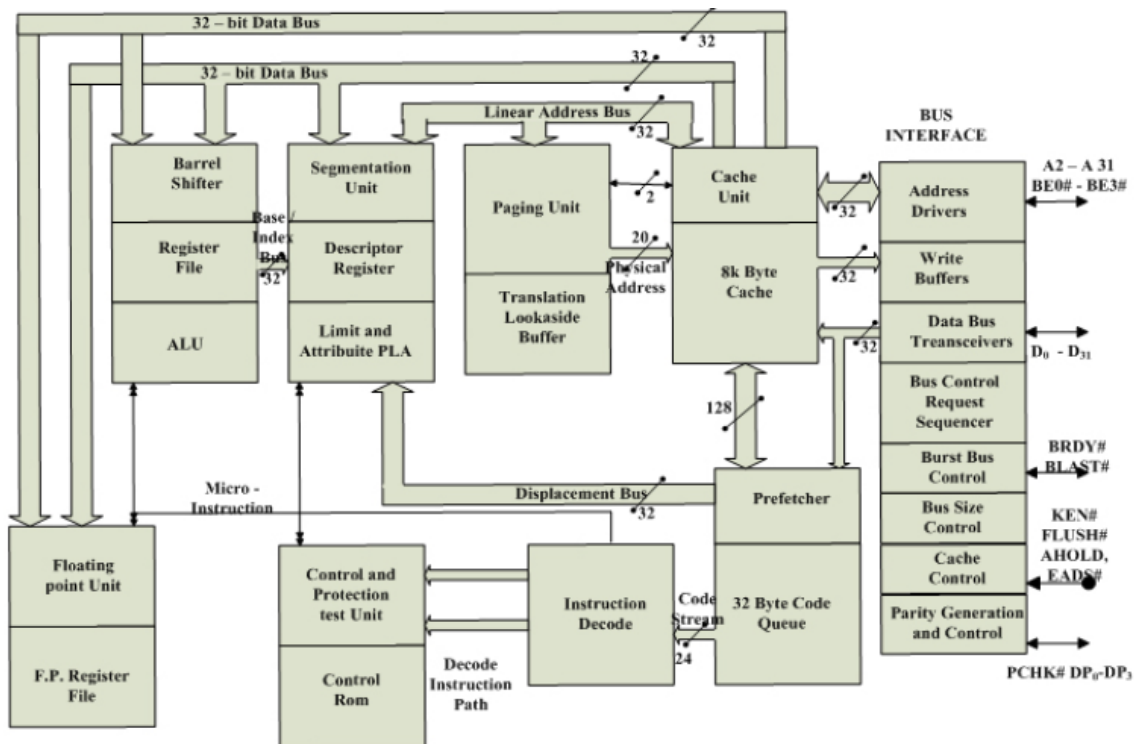 32 – bit Data Bus
32
32 – bit Data Bus
32
Linear Address Bus
32
BUS
INTERFACE
Barrel
Shifter
Register
File
ALU
Base /
Index
Bus
32
Segmentation
Unit
Descriptor
Register
Limit and
Attribuite PLA
Paging Unit
Translation
Lookaside
Buffer
2
20
Physical
Address
Cache
Unit
8k Byte
Cache
32
32
32
Address
Drivers
Write
Buffers
Data Bus
Treansceivers
Bus Control
Request
Sequencer
Burst Bus
Control
Bus Size
Control
Cache
Control
Parity Generation
and Control
A2 – A 31
BE0# - BE3#
D0 - D31
BRDY#
BLAST#
KEN#
FLUSH#
AHOLD,
EADS#
PCHK# DP0-DP3
128
Micro -
Instruction
Displacement Bus
32
Prefetcher
32 Byte Code
Queue
Floating
point Unit
F.P. Register
File
Control and
Protection
test Unit
Control
Rom
Decode
Instruction
Path
Instruction
Decode
Code
Stream
24